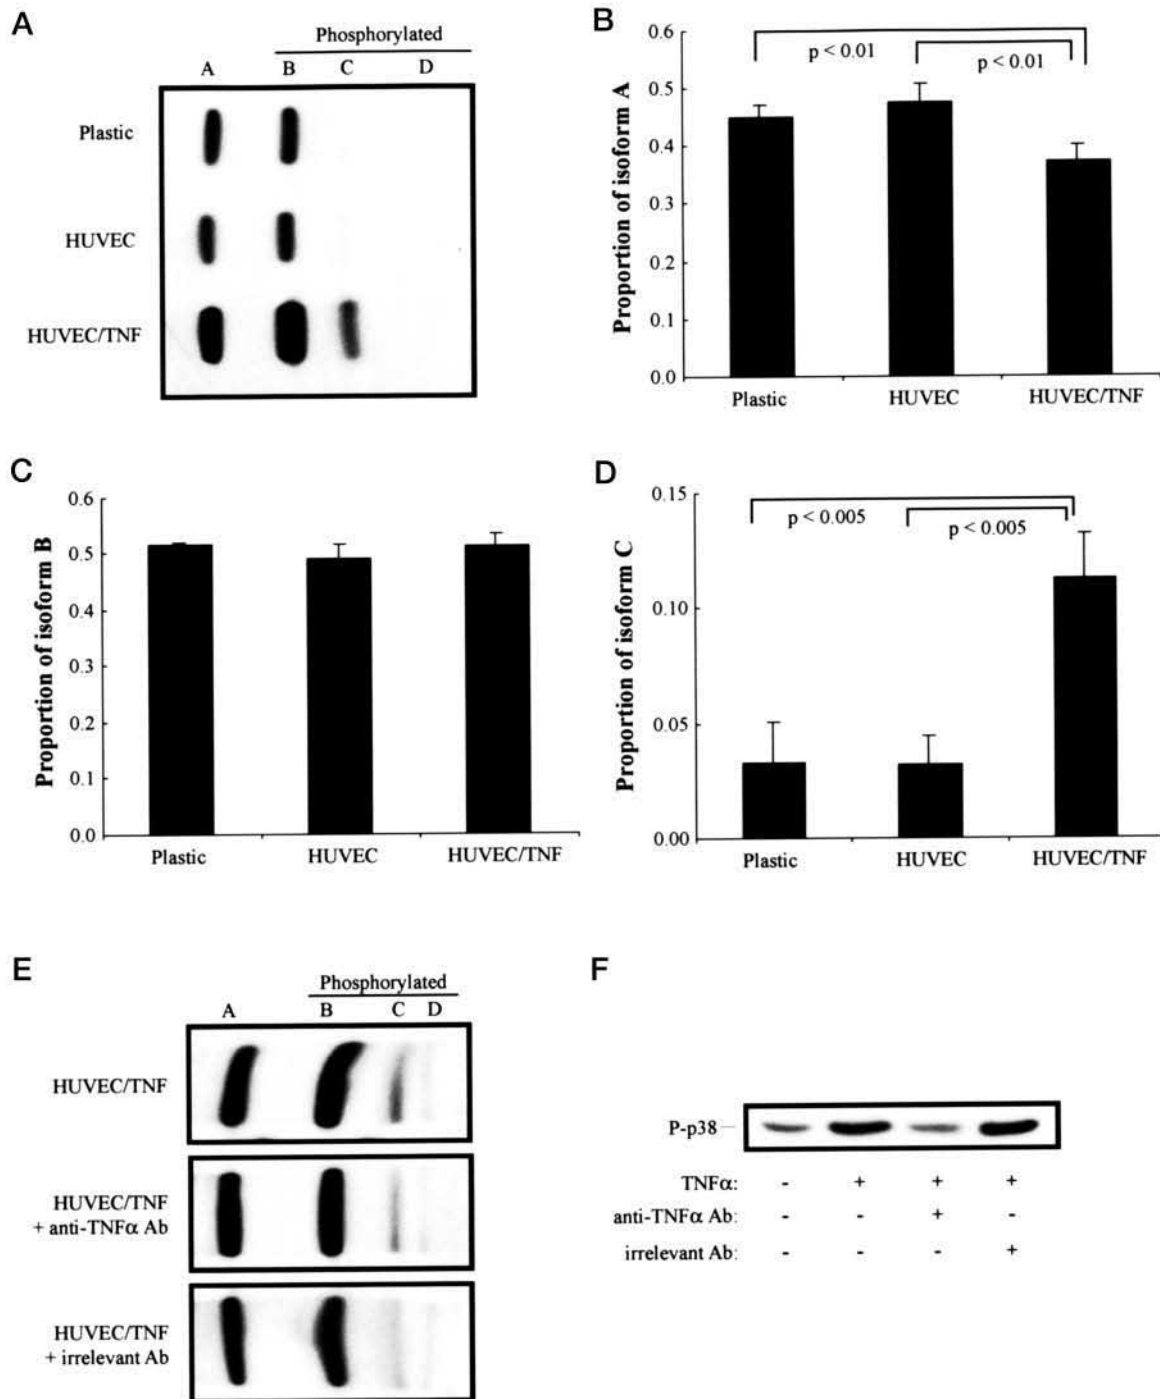 A
Phosphorylated
A B C D
Plastic
HUVEC
HUVEC/TNF
B
Proportion of isoform A
0.6
0.5
0.4
0.3
0.2
0.1
0.0
p < 0.01
p < 0.01
Plastic HUVEC HUVEC/TNF
C
Proportion of isoform B
0.6
0.5
0.4
0.3
0.2
0.1
0.0
Plastic HUVEC HUVEC/TNF
D
Proportion of isoform C
0.15
0.10
0.05
0.00
p < 0.005
p < 0.005
Plastic HUVEC HUVEC/TNF
E
Phosphorylated
A B C D
HUVEC/TNF
HUVEC/TNF
+ anti-TNFα Ab
HUVEC/TNF
+ irrelevant Ab
F
P-p38
TNFα: - + + +
anti-TNFα Ab: - - + -
irrelevant Ab: - - - +